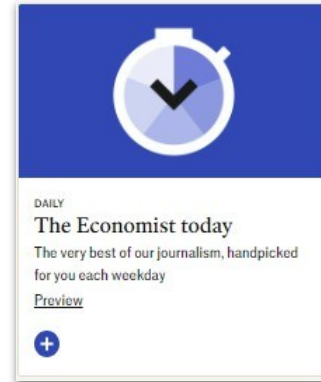 DAILY
The Economist today
The very best of our journalism, handpicked
for you each weekday
Preview